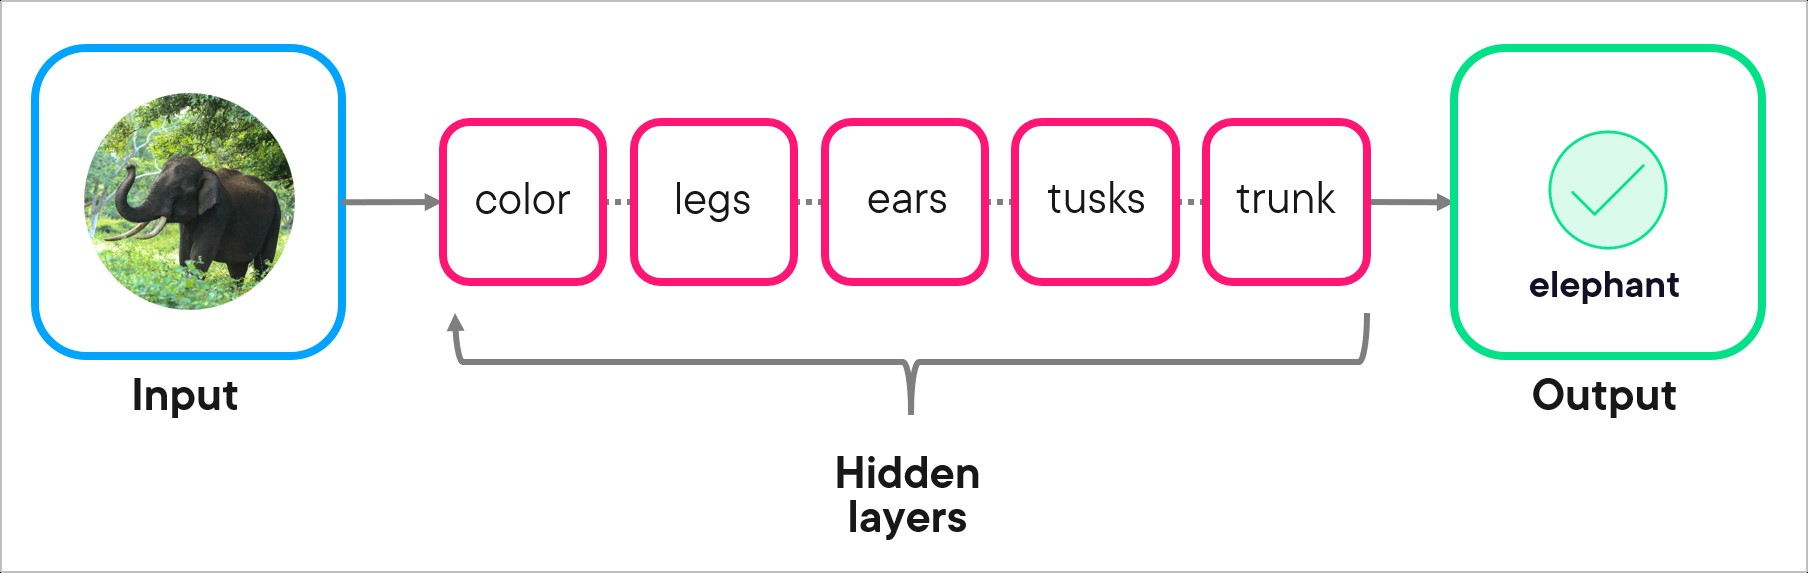 color
legs
ears
tusks
trunk
elephant
Input
Output
Hidden
layers